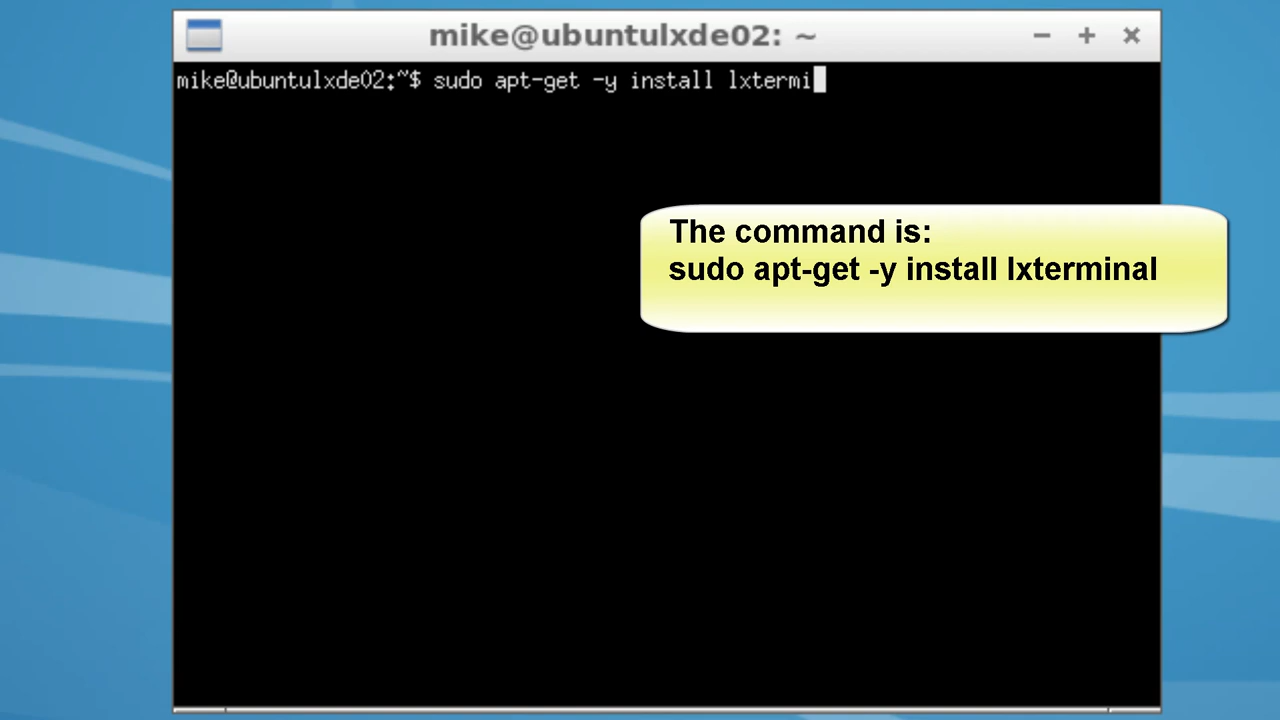 mike@ubuntulxde02: ~
mike@ubuntulxde02:~$ sudo apt-get -y install lxtermi
The command is:
sudo apt-get -y install lxterminal